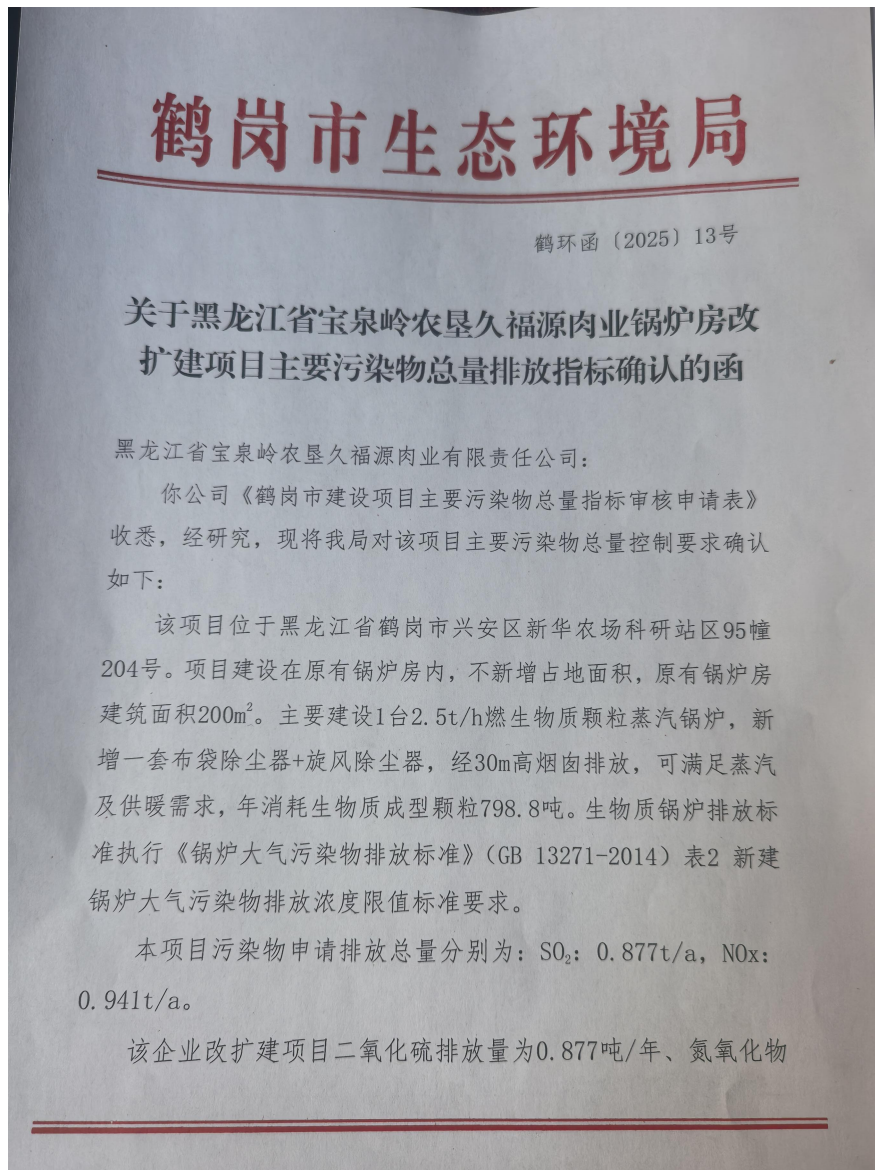 鹤岗市生态环境局
鹤环函〔2025〕13号
关于黑龙江省宝泉岭农垦久福源肉业锅炉房改
扩建项目主要污染物总量排放指标确认的函
黑龙江省宝泉岭农垦久福源肉业有限责任公司：
你公司《鹤岗市建设项目主要污染物总量指标审核申请表》
收悉，经研究，现将我局对该项目主要污染物总量控制要求确认
如下：
该项目位于黑龙江省鹤岗市兴安区新华农场科研站区95幢
204号。项目建设在原有锅炉房内，不新增占地面积，原有锅炉房
建筑面积200m²。主要建设1台2.5t/h燃生物质颗粒蒸汽锅炉，新
增一套布袋除尘器+旋风除尘器，经30m高烟囱排放，可满足蒸汽
及供暖需求，年消耗生物质成型颗粒798.8吨。生物质锅炉排放标
准执行《锅炉大气污染物排放标准》（GB 13271-2014）表2 新建
锅炉大气污染物排放浓度限值标准要求。
本项目污染物申请排放总量分别为：SO₂：0.877t/a，NOx：
0.941t/a。
该企业改扩建项目二氧化硫排放量为0.877吨/年、氮氧化物